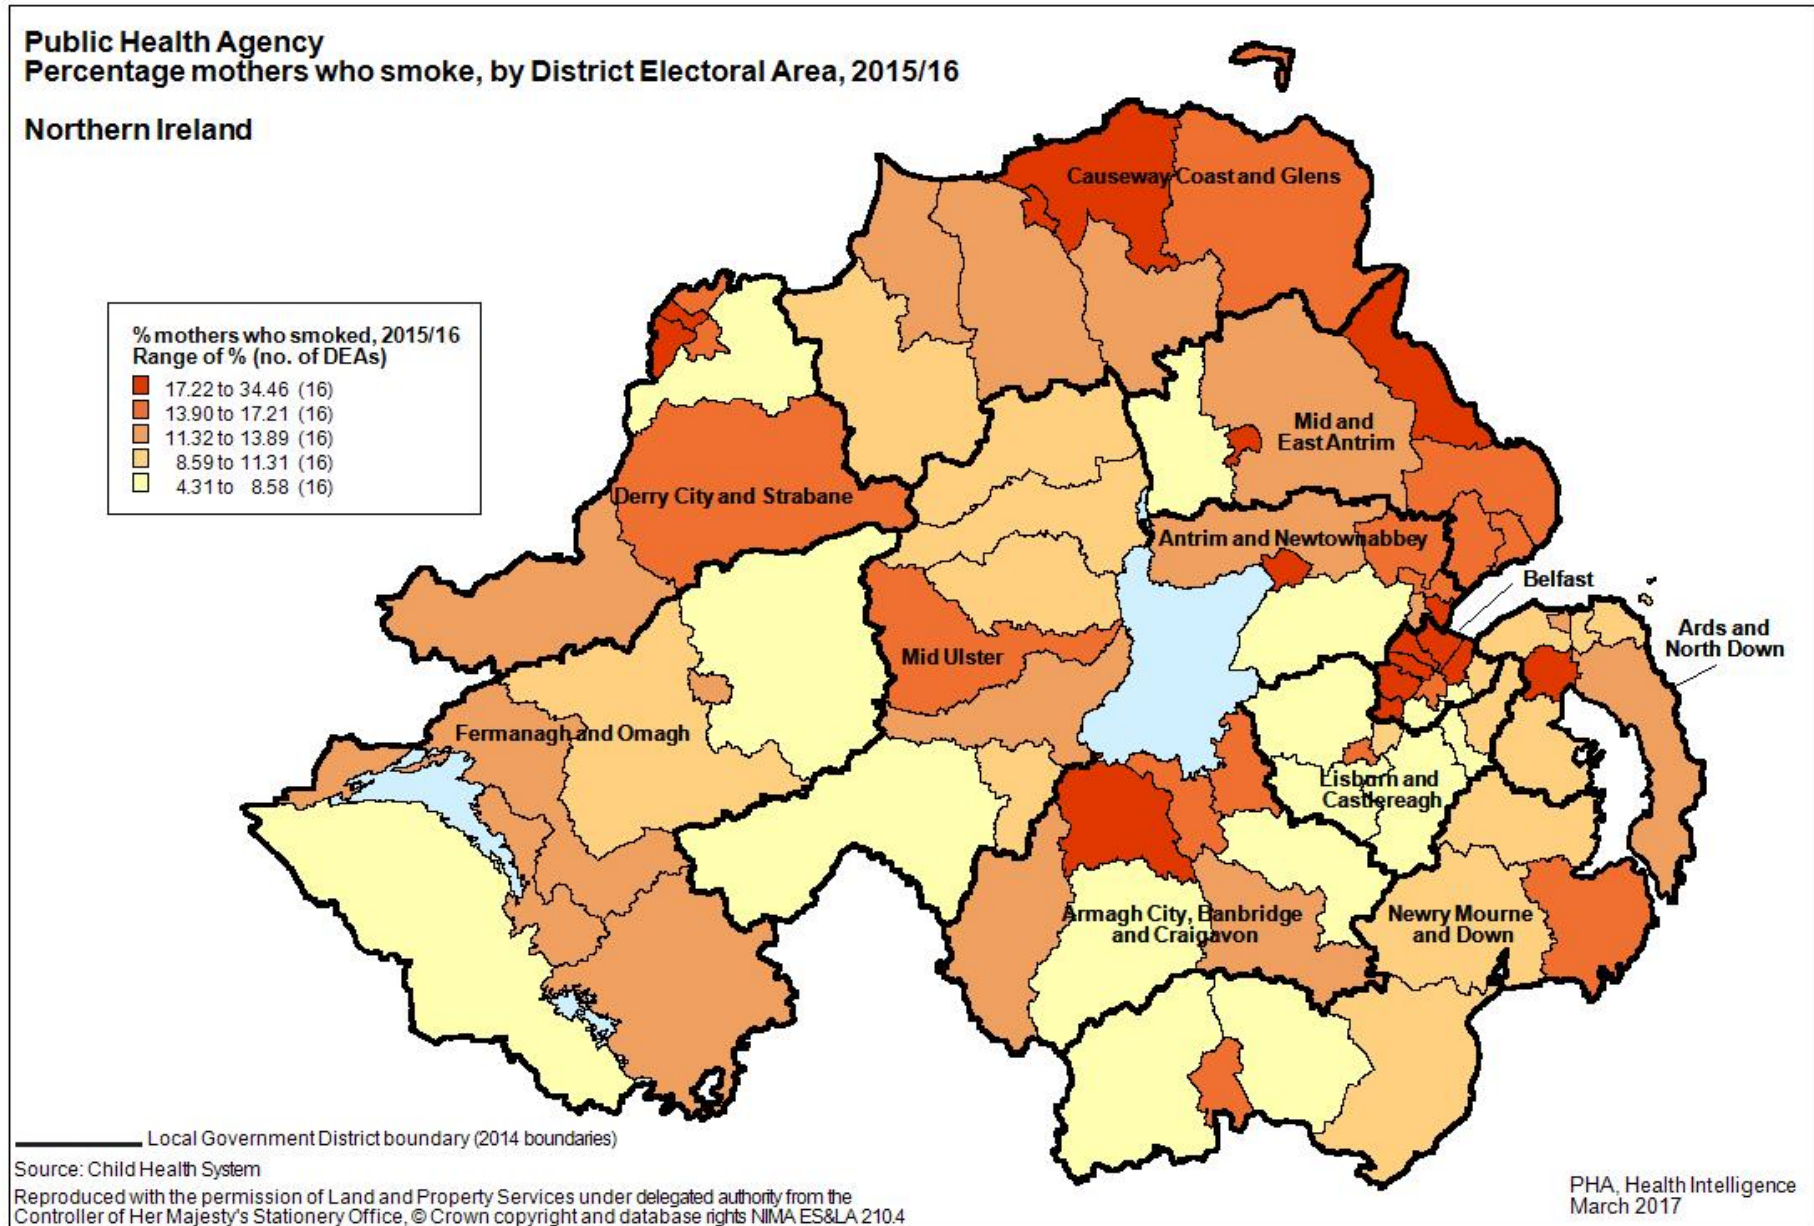 Public Health Agency
Percentage mothers who smoke, by District Electoral Area, 2015/16
Northern Ireland
% mothers who smoked, 2015/16
Range of % (no. of DEAs)
17.22 to 34.46 (16)
13.90 to 17.21 (16)
11.32 to 13.89 (16)
8.59 to 11.31 (16)
4.31 to 8.58 (16)
Causeway Coast and Glens
Mid and
East Antrim
Derry City and Strabane
Antrim and Newtownabbey
Belfast
Ards and
North Down
Mid Ulster
Fermanagh and Omagh
Lisburn and
Castlereagh
Armagh City, Banbridge
and Craigavon
Newry Mourne
and Down
Local Government District boundary (2014 boundaries)
Source: Child Health System
Reproduced with the permission of Land and Property Services under delegated authority from the
Controller of Her Majesty's Stationery Office, © Crown copyright and database rights NIMA ES&LA 210.4
PHA, Health Intelligence
March 2017